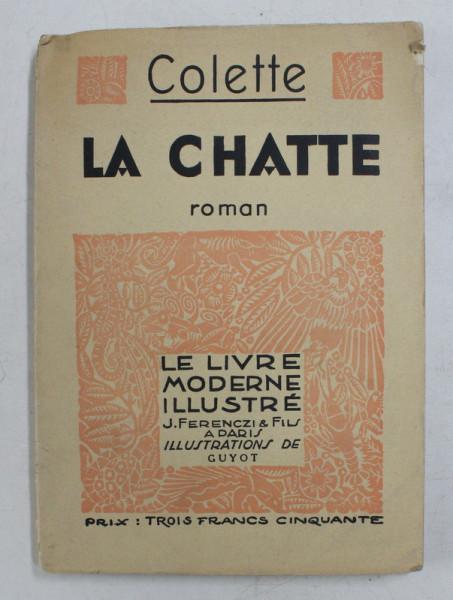 Colette
LA CHATTE
roman
LE LIVRE
MODERNE
ILLUSTRÉ
J. FERENCZI & FILS
A PARIS
ILLUSTRATIONS DE
GUYOT
PRIX : TROIS FRANCS CINQUANTE